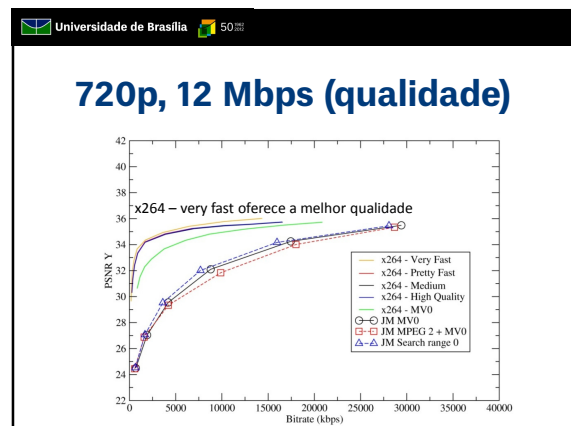 Universidade de Brasília 50 1962 2012
720p, 12 Mbps (qualidade)
42
40
38
36
34
32
30
28
26
24
22
PSNR Y
x264 – very fast oferece a melhor qualidade
x264 - Very Fast
x264 - Pretty Fast
x264 - Medium
x264 - High Quality
x264 - MV0
JM MV0
JM MPEG 2 + MV0
JM Search range 0
0 5000 10000 15000 20000 25000 30000 35000 40000
Bitrate (kbps)